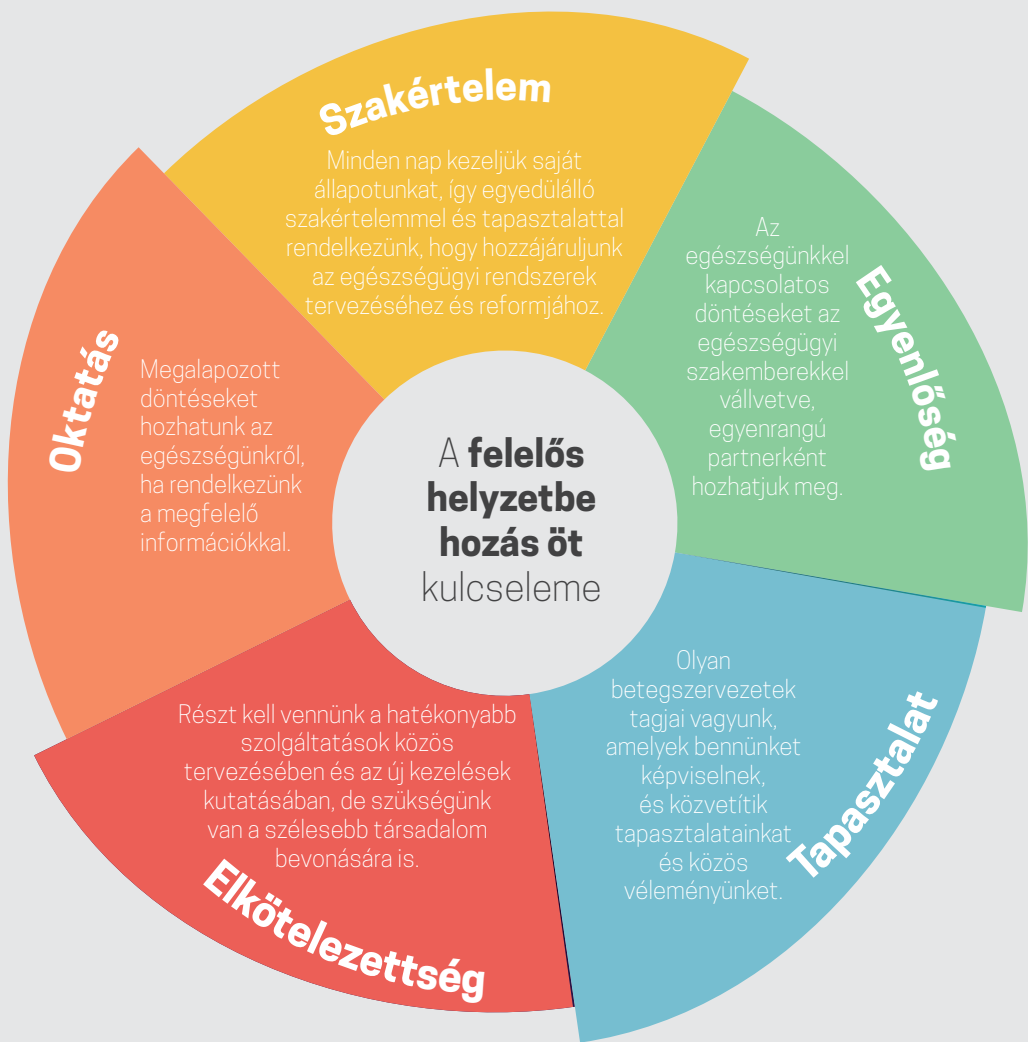 A felelős
helyzetbe
hozás öt
kulcseleme
Szakértelem
Minden nap kezeljük saját
állapotunkat, így egyedülálló
szakértelemmel és tapasztalattal
rendelkezünk, hogy hozzájáruljunk
az egészségügyi rendszerek
tervezéséhez és reformjához.
Egyenlőség
Az
egészségünkkel
kapcsolatos
döntéseket az
egészségügyi
szakemberekkel
vállvetve,
egyenrangú
partnerként
hozhatjuk meg.
Tapasztalat
Olyan
betegszervezetek
tagjai vagyunk,
amelyek bennünket
képviselnek,
és közvetítik
tapasztalatainkat
és közös
véleményünket.
Elkötelezettség
Részt kell vennünk a hatékonyabb
szolgáltatások közös
tervezésében és az új kezelések
kutatásában, de szükségünk
van a szélesebb társadalom
bevonására is.
Oktatás
Megalapozott
döntéseket
hozhatunk az
egészségünkről,
ha rendelkezünk
a megfelelő
információkkal.